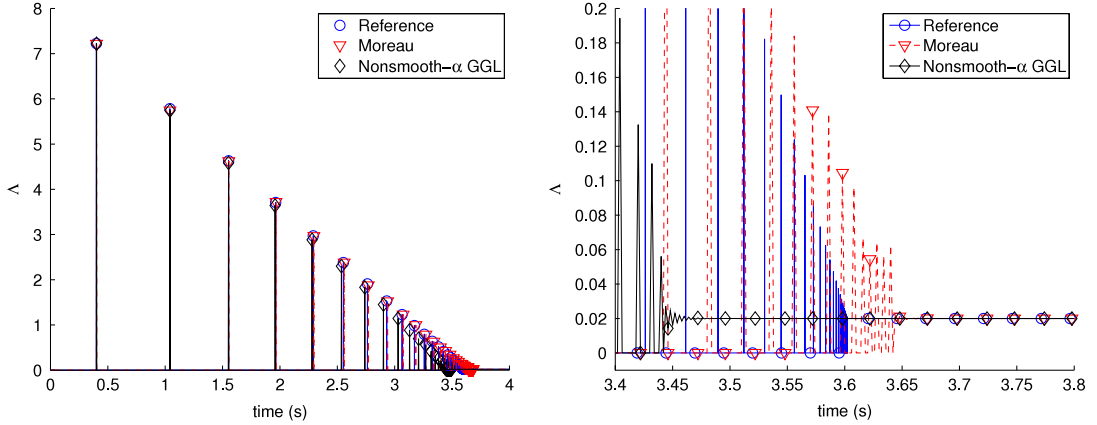 8
7
6
5
4
3
2
1
0
0 0.5 1 1.5 2 2.5 3 3.5 4
Λ
time (s)
Reference
Moreau
Nonsmooth−α GGL
0.2
0.18
0.16
0.14
0.12
0.1
0.08
0.06
0.04
0.02
0
3.4 3.45 3.5 3.55 3.6 3.65 3.7 3.75 3.8
Λ
time (s)
Reference
Moreau
Nonsmooth−α GGL